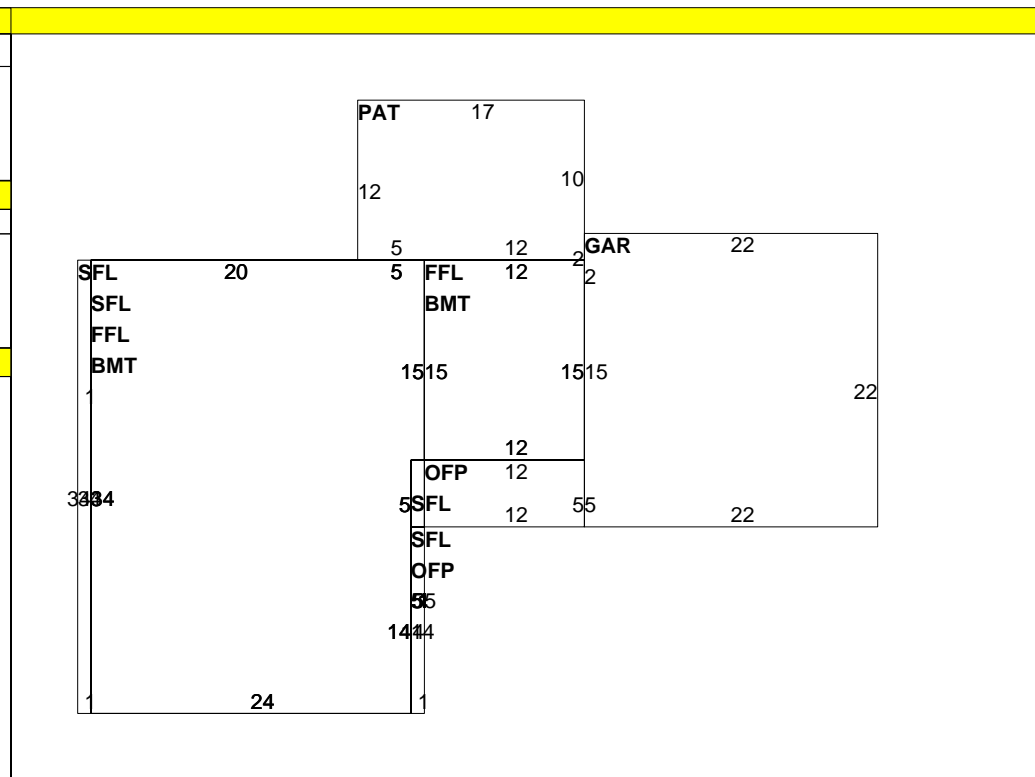 PAT 17
12 10
5 12
2 GAR 22
SFL 20 5 FFL 12 2
SFL BMT
FFL
BMT
15 15 15 15
1 22
12
OFP 12
34 5 SFL 55
12 22
SFL
OFP
14
1 24 1